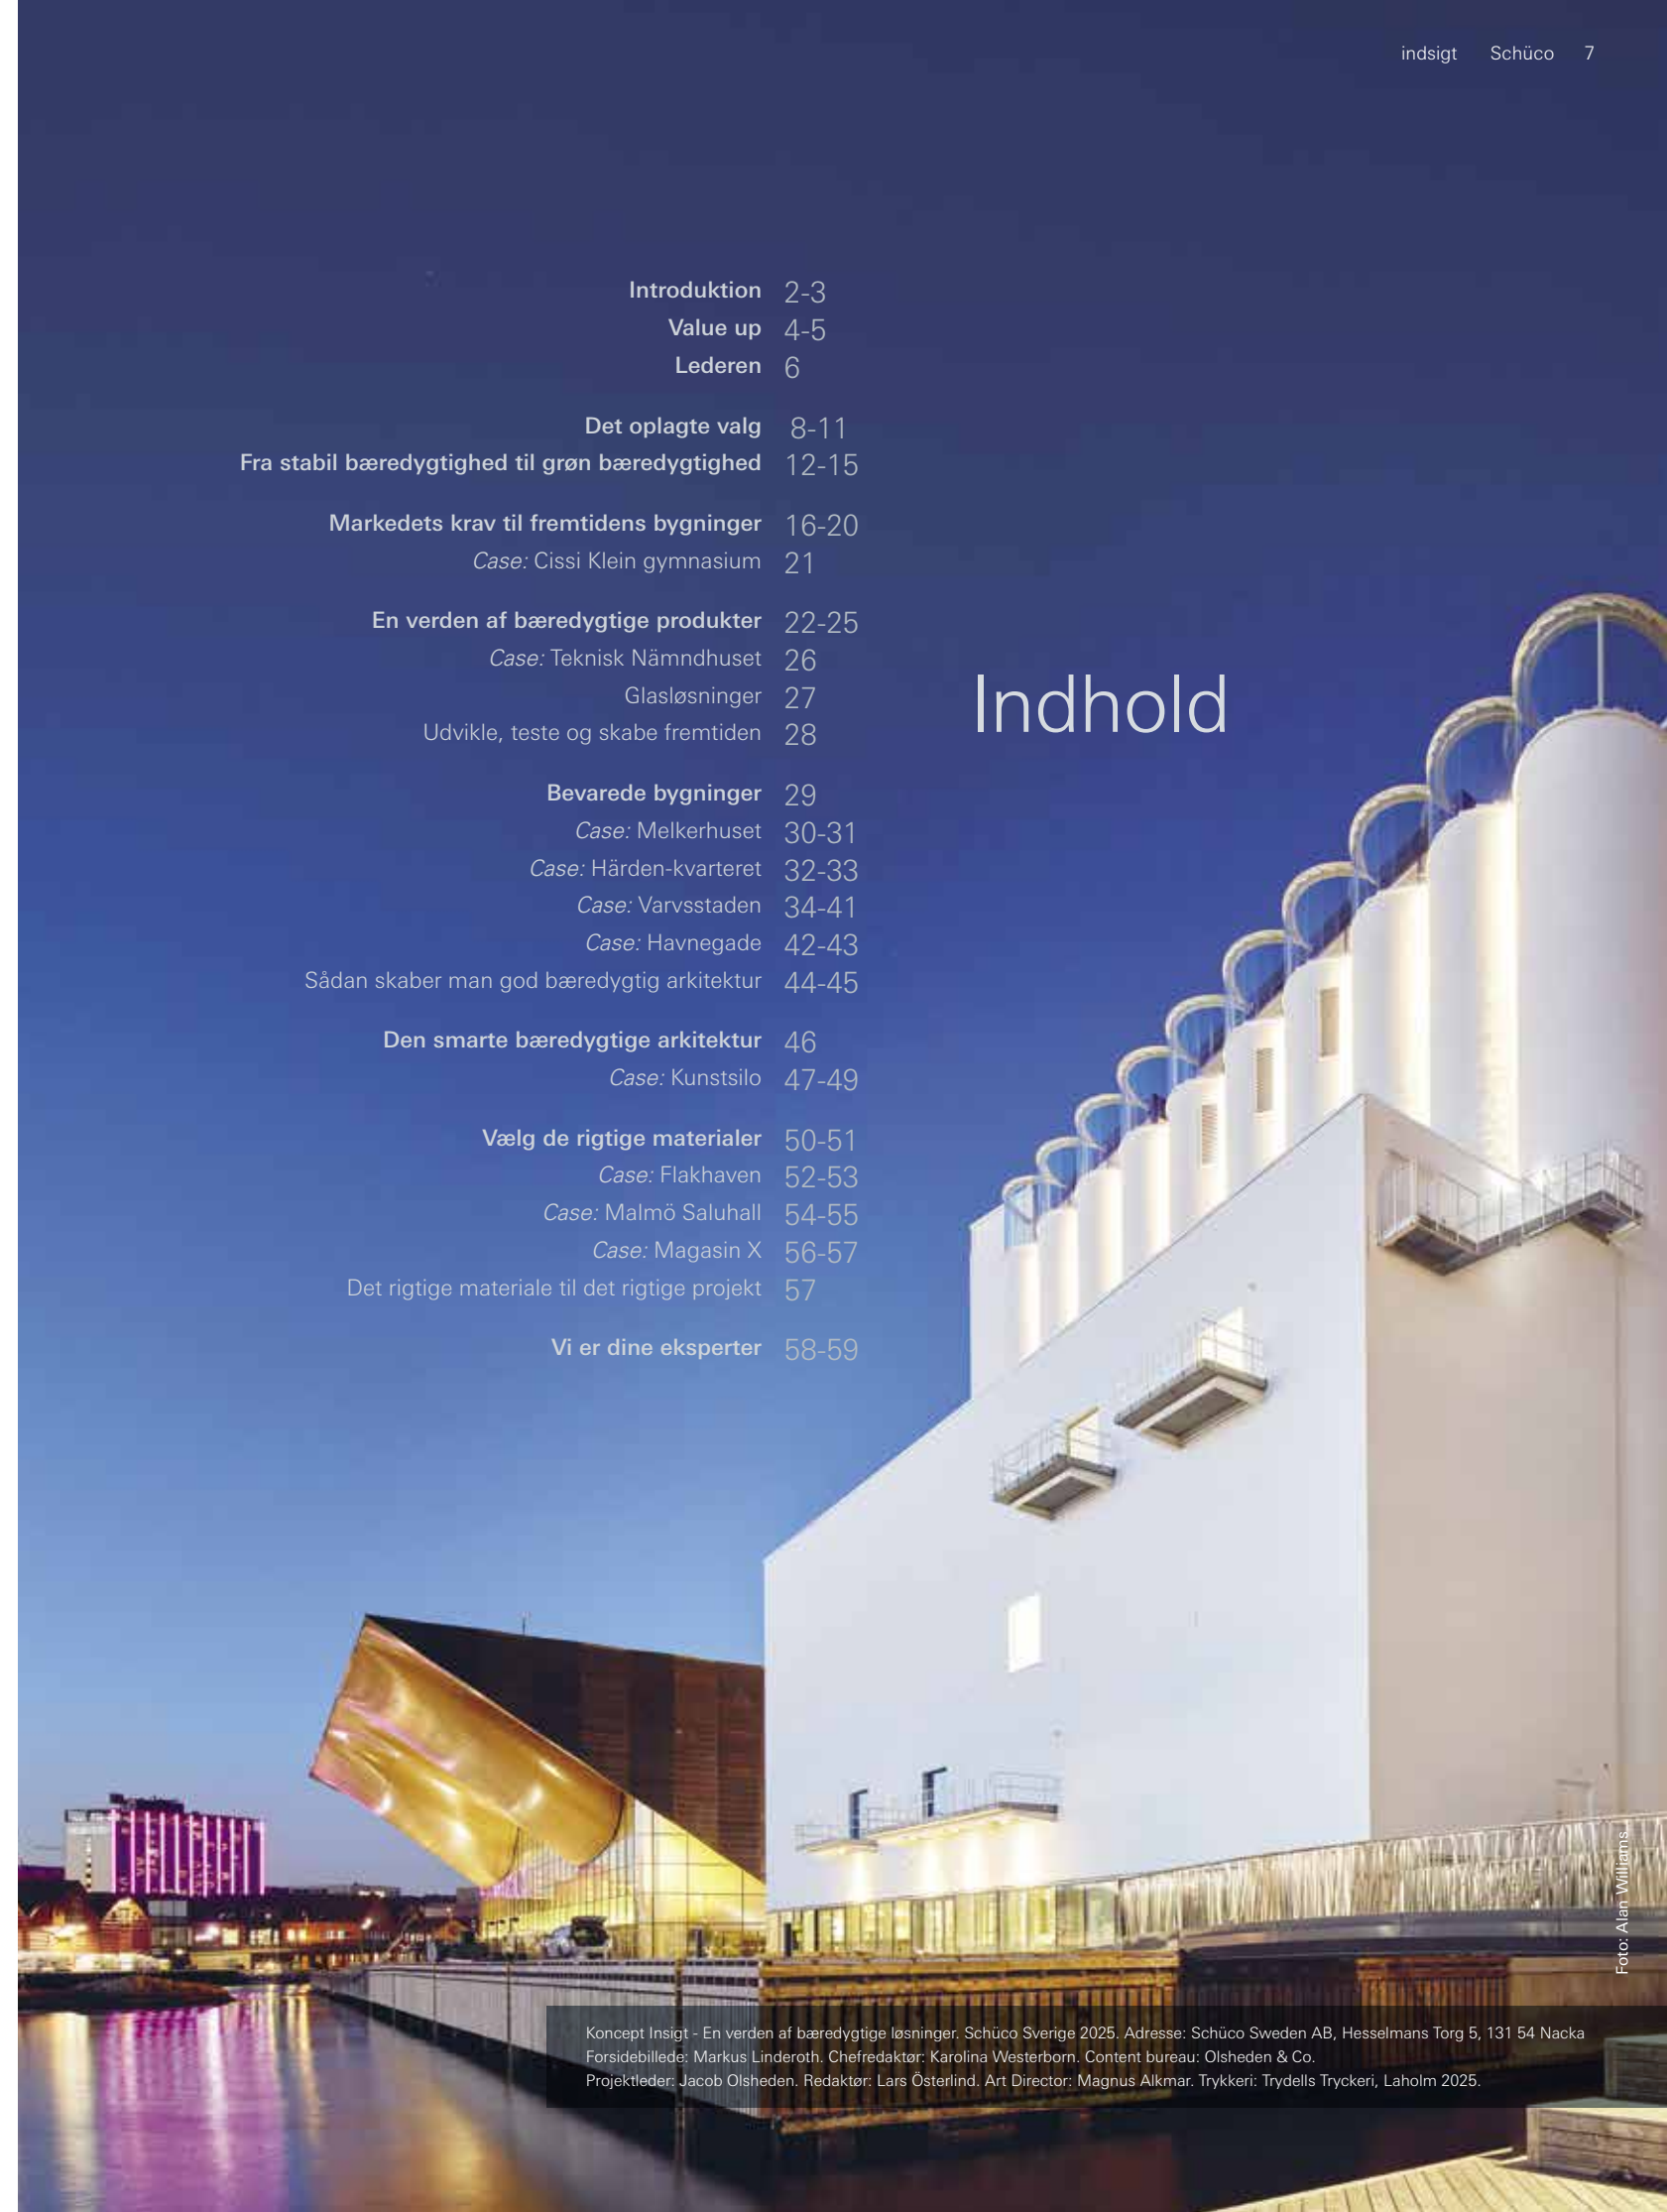 indsigt Schüco 7
Introduktion 2-3
Value up 4-5
Lederen 6
Det oplagte valg 8-11
Fra stabil bæredygtighed til grøn bæredygtighed 12-15
Markedets krav til fremtidens bygninger 16-20
Case: Cissi Klein gymnasium 21
En verden af bæredygtige produkter 22-25
Case: Teknisk Nämndhuset 26
Glasløsninger 27
Udvikle, teste og skabe fremtiden 28
Bevarede bygninger 29
Case: Melkerhuset 30-31
Case: Härden-kvarteret 32-33
Case: Varvsstaden 34-41
Case: Havnegade 42-43
Sådan skaber man god bæredygtig arkitektur 44-45
Den smarte bæredygtige arkitektur 46
Case: Kunstsilo 47-49
Vælg de rigtige materialer 50-51
Case: Flakhaven 52-53
Case: Malmö Saluhall 54-55
Case: Magasin X 56-57
Det rigtige materiale til det rigtige projekt 57
Vi er dine eksperter 58-59
Indhold
Foto: Alan Williams.
Koncept Insigt - En verden af bæredygtige løsninger. Schüco Sverige 2025. Adresse: Schüco Sweden AB, Hesselmans Torg 5, 131 54 Nacka
Forsidebillede: Markus Linderoth. Chefredaktør: Karolina Westerborn. Content bureau: Olsheden & Co.
Projektleder: Jacob Olsheden. Redaktør: Lars Österlind. Art Director: Magnus Alkmar. Trykkeri: Trydells Tryckeri, Laholm 2025.